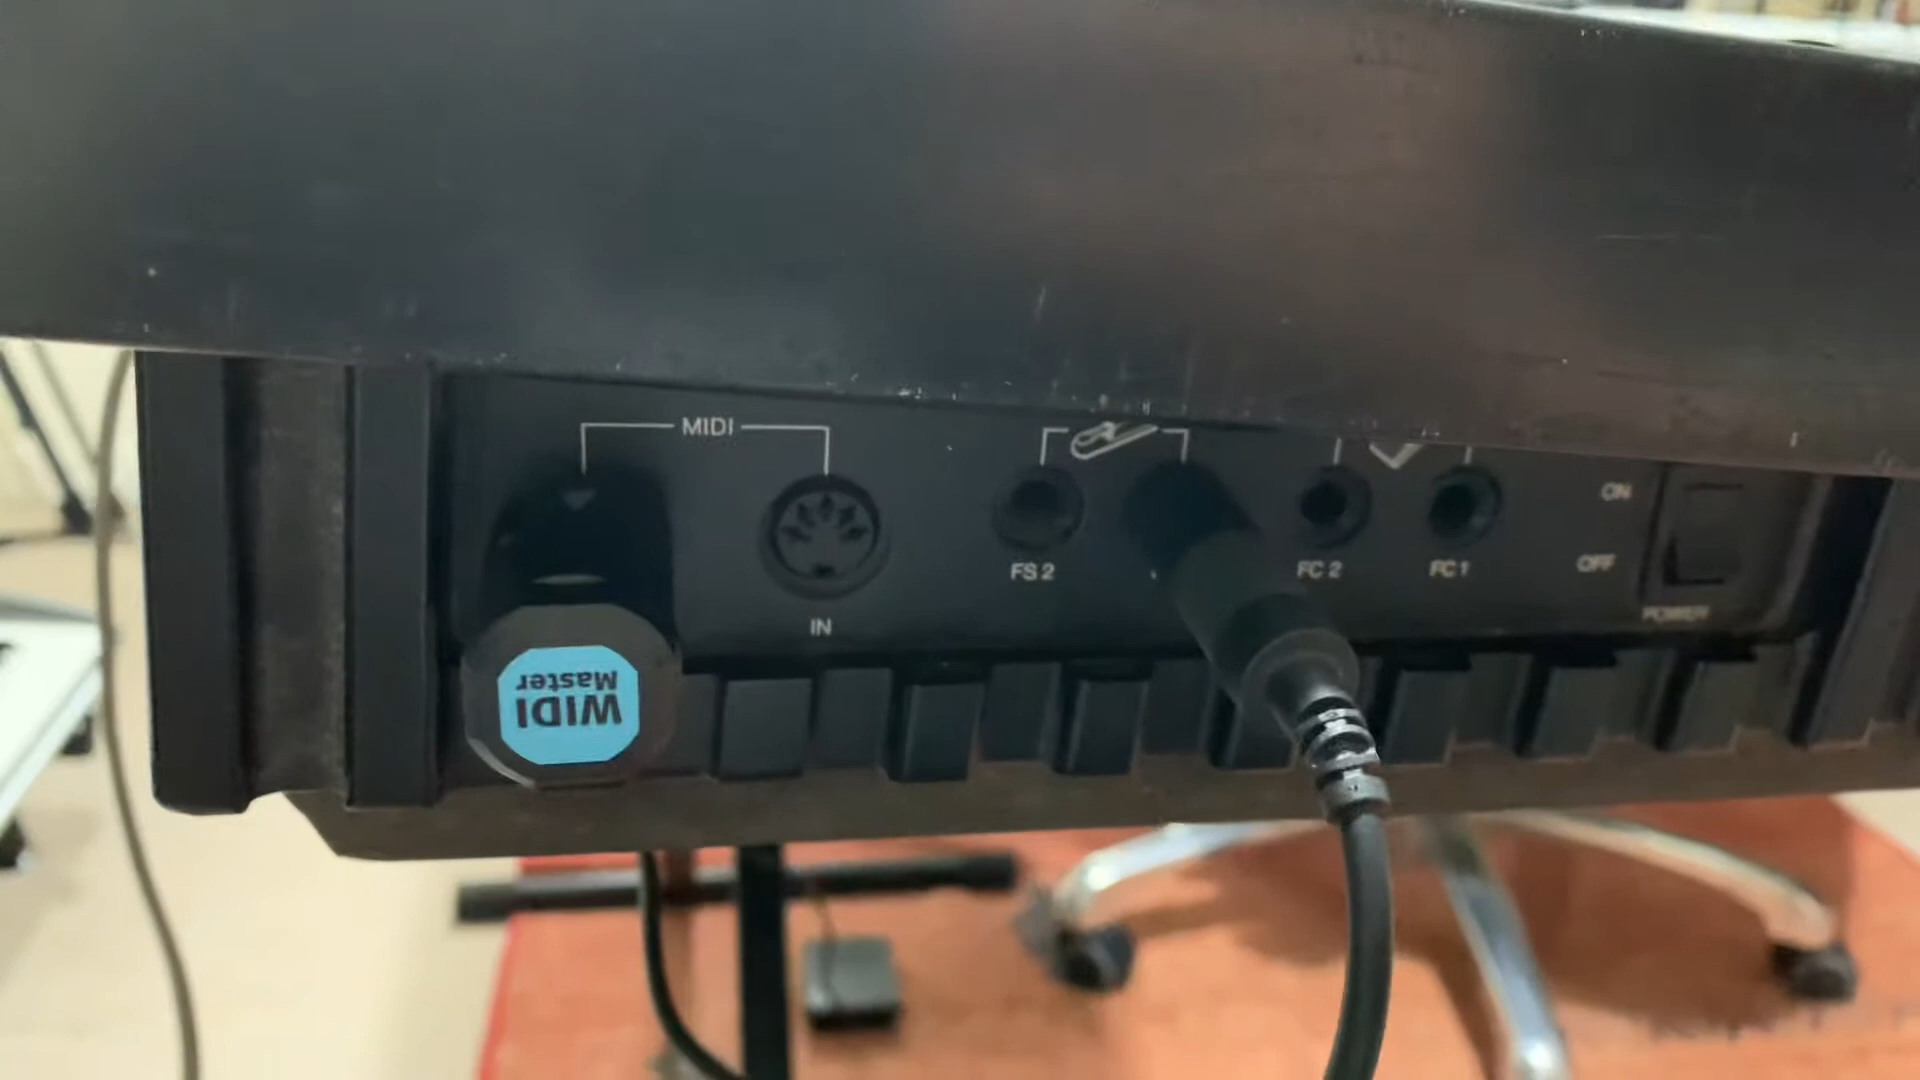 MIDI
IN
FS 2
FC 2
FC 1
ON
OFF
POWER
WIDI
Master